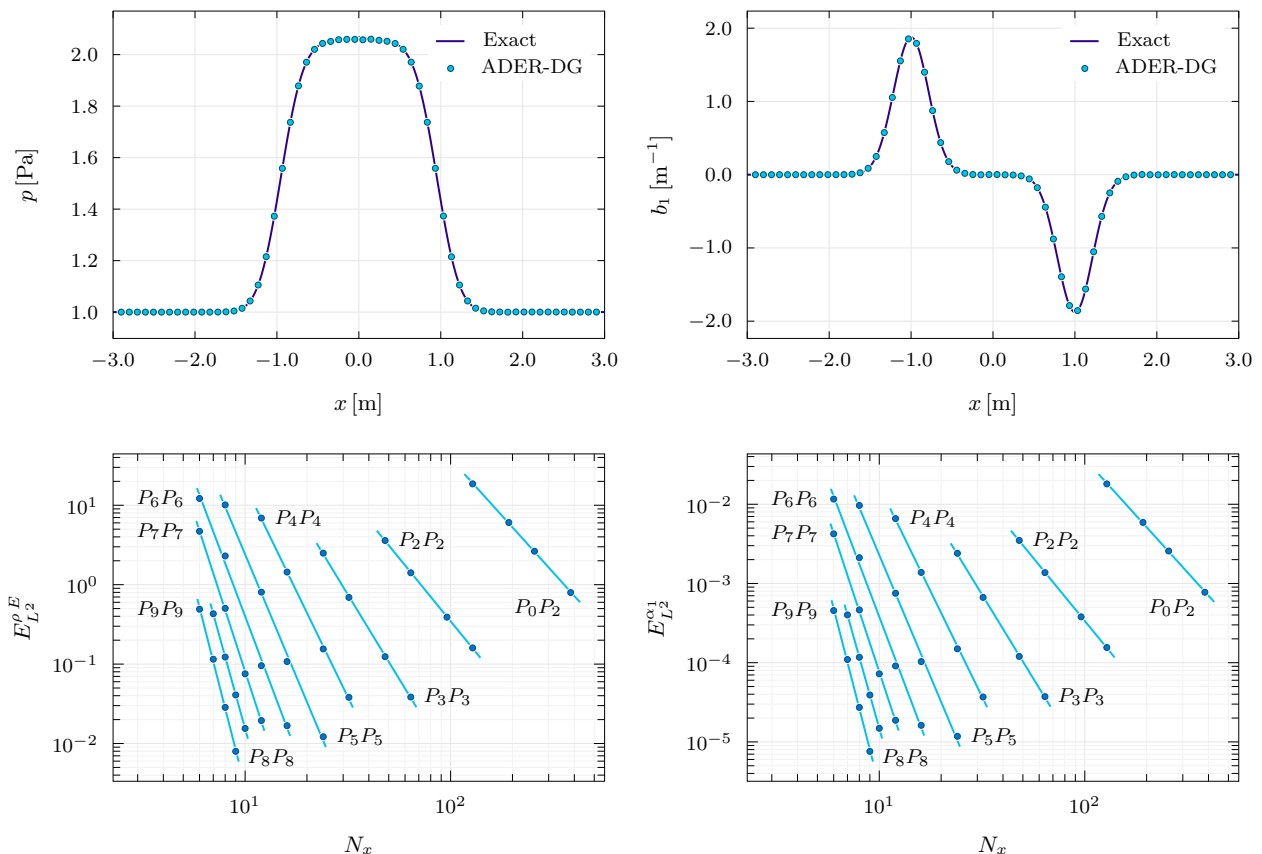 Exact
ADER-DG
p [Pa]
2.0
1.8
1.6
1.4
1.2
1.0
−3.0 −2.0 −1.0 0.0 1.0 2.0 3.0
x [m]
Exact
ADER-DG
b₁ [m⁻¹]
2.0
1.0
0.0
−1.0
−2.0
−3.0 −2.0 −1.0 0.0 1.0 2.0 3.0
x [m]
E_{L²}^{ρE}
10¹
10⁰
10⁻¹
10⁻²
P₆P₆
P₇P₇
P₉P₉
P₄P₄
P₂P₂
P₀P₂
P₃P₃
P₅P₅
P₈P₈
10¹ 10²
Nₓ
E_{L²}^{α₁}
10⁻²
10⁻³
10⁻⁴
10⁻⁵
P₆P₆
P₇P₇
P₉P₉
P₄P₄
P₂P₂
P₀P₂
P₃P₃
P₅P₅
P₈P₈
10¹ 10²
Nₓ